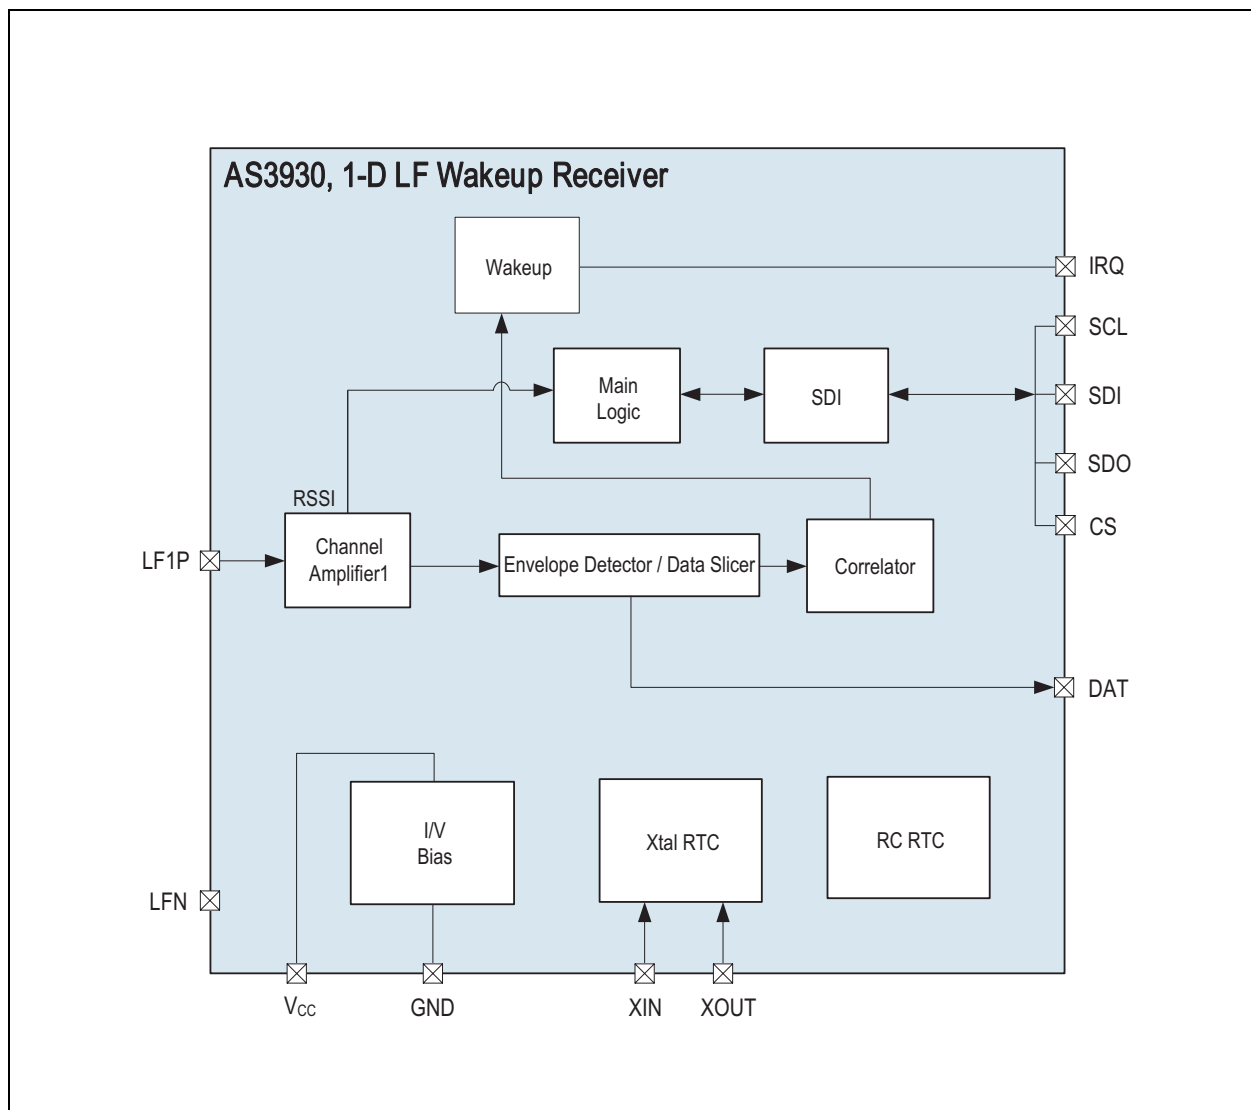 AS3930, 1-D LF Wakeup Receiver
Wakeup
IRQ
SCL
Main
Logic
SDI
SDI
SDO
RSSI
CS
LF1P
Channel
Amplifier1
Envelope Detector / Data Slicer
Correlator
DAT
I/V
Bias
Xtal RTC
RC RTC
LFN
VCC
GND
XIN
XOUT